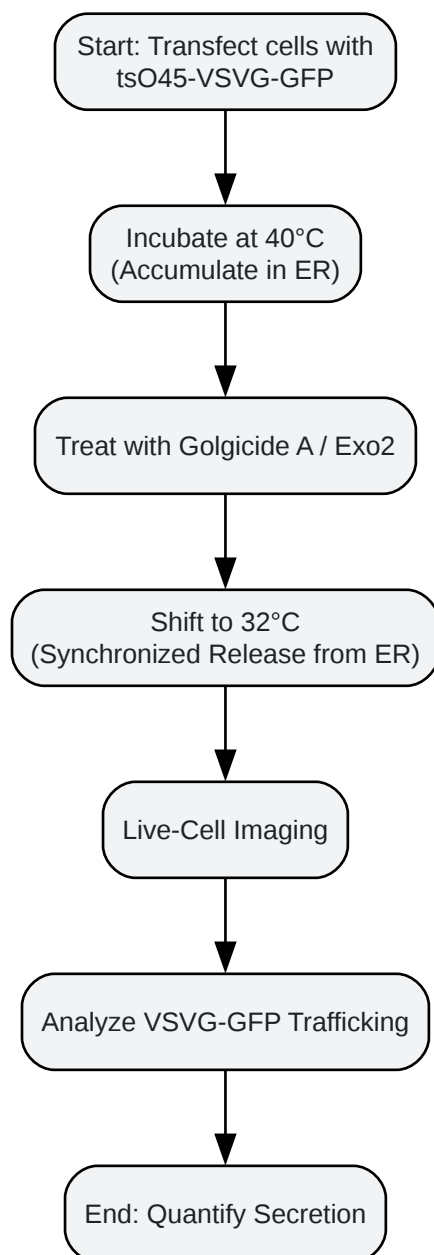 Start: Transfect cells with
tsO45-VSVG-GFP
Incubate at 40°C
(Accumulate in ER)
Treat with Golgicide A / Exo2
Shift to 32°C
(Synchronized Release from ER)
Live-Cell Imaging
Analyze VSVG-GFP Trafficking
End: Quantify Secretion